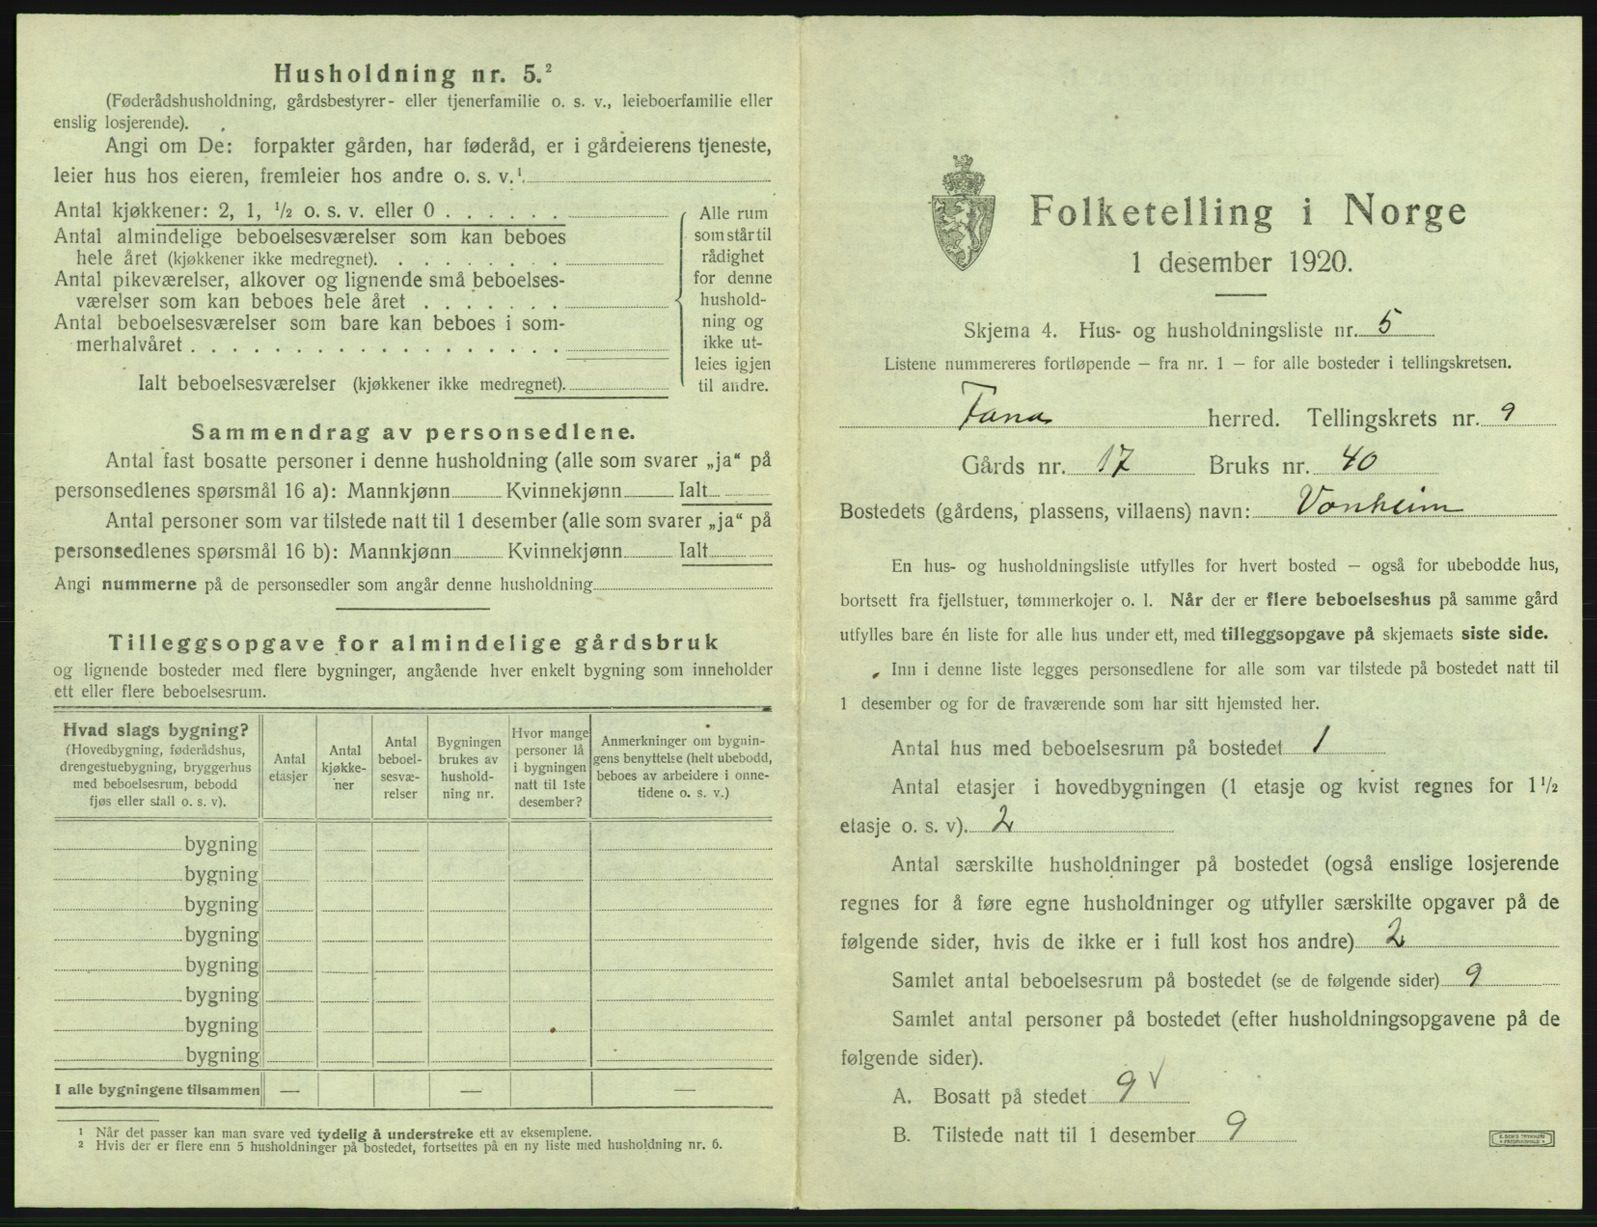 Husholdning nr. 5.²
(Føderådshusholdning, gårdsbestyrer- eller tjenerfamilie o. s. v., leieboerfamilie eller
enslig losjerende).
Angi om De: forpakter gården, har føderåd, er i gårdeierens tjeneste,
leier hus hos eieren, fremleier hos andre o. s. v.¹
Antal kjøkkener: 2, 1, ½ o. s. v. eller 0 . . . . . .
Antal almindelige beboelsesværelser som kan beboes
hele året (kjøkkener ikke medregnet). . . . . . . . .
Antal pikeværelser, alkover og lignende små beboelses-
værelser som kan beboes hele året . . . . . . .
Antal beboelsesværelser som bare kan beboes i som-
merhalvåret . . . . . . . . . . . . . . . . . .
Ialt beboelsesværelser (kjøkkener ikke medregnet).
Alle rum
som står til
rådighet
for denne
hushold-
ning og
ikke ut-
leies igjen
til andre.
Sammendrag av personsedlene.
Antal fast bosatte personer i denne husholdning (alle som svarer „ja“ på
personsedlenes spørsmål 16 a): Mannkjønn Kvinnekjønn Ialt
Antal personer som var tilstede natt til 1 desember (alle som svarer „ja“ på
personsedlenes spørsmål 16 b): Mannkjønn Kvinnekjønn Ialt
Angi nummerne på de personsedler som angår denne husholdning
Tilleggsopgave for almindelige gårdsbruk
og lignende bosteder med flere bygninger, angående hver enkelt bygning som inneholder
ett eller flere beboelsesrum.
Hvad slags bygning?
(Hovedbygning, føderådshus,
drengestuebygning, bryggerhus
med beboelsesrum, bebodd
fjøs eller stall o. s. v).
Antal
etasjer
Antal
kjøkke-
ner
Antal
beboel-
sesvæ-
relser
Bygningen
brukes av
hushold-
ning nr.
Hvor mange
personer lå
i bygningen
natt til 1ste
desember?
Anmerkninger om bygnin-
gens benyttelse (helt ubebodd,
beboes av arbeidere i onne-
tidene o. s. v.)
bygning
bygning
bygning
bygning
bygning
bygning
bygning
bygning
I alle bygningene tilsammen — — —
¹ Når det passer kan man svare ved tydelig å understreke ett av eksemplene.
² Hvis der er flere enn 5 husholdninger på bostedet, fortsettes på en ny liste med husholdning nr. 6.
Folketelling i Norge
1 desember 1920.
Skjema 4. Hus- og husholdningsliste nr. 5
Listene nummereres fortløpende – fra nr. 1 – for alle bosteder i tellingskretsen.
Fana herred. Tellingskrets nr. 9
Gårds nr. 17 Bruks nr. 40
Bostedets (gårdens, plassens, villaens) navn: Vonheim
En hus- og husholdningsliste utfylles for hvert bosted – også for ubebodde hus,
bortsett fra fjellstuer, tømmerkojer o. l. Når der er flere beboelseshus på samme gård
utfylles bare én liste for alle hus under ett, med tilleggsopgave på skjemaets siste side.
Inn i denne liste legges personsedlene for alle som var tilstede på bostedet natt til
1 desember og for de fraværende som har sitt hjemsted her.
Antal hus med beboelsesrum på bostedet 1
Antal etasjer i hovedbygningen (1 etasje og kvist regnes for 1½
etasje o. s. v). 2
Antal særskilte husholdninger på bostedet (også enslige losjerende
regnes for å føre egne husholdninger og utfyller særskilte opgaver på de
følgende sider, hvis de ikke er i full kost hos andre) 2
Samlet antal beboelsesrum på bostedet (se de følgende sider) 9
Samlet antal personer på bostedet (efter husholdningsopgavene på de
følgende sider).
A. Bosatt på stedet 9 √
B. Tilstede natt til 1 desember 9